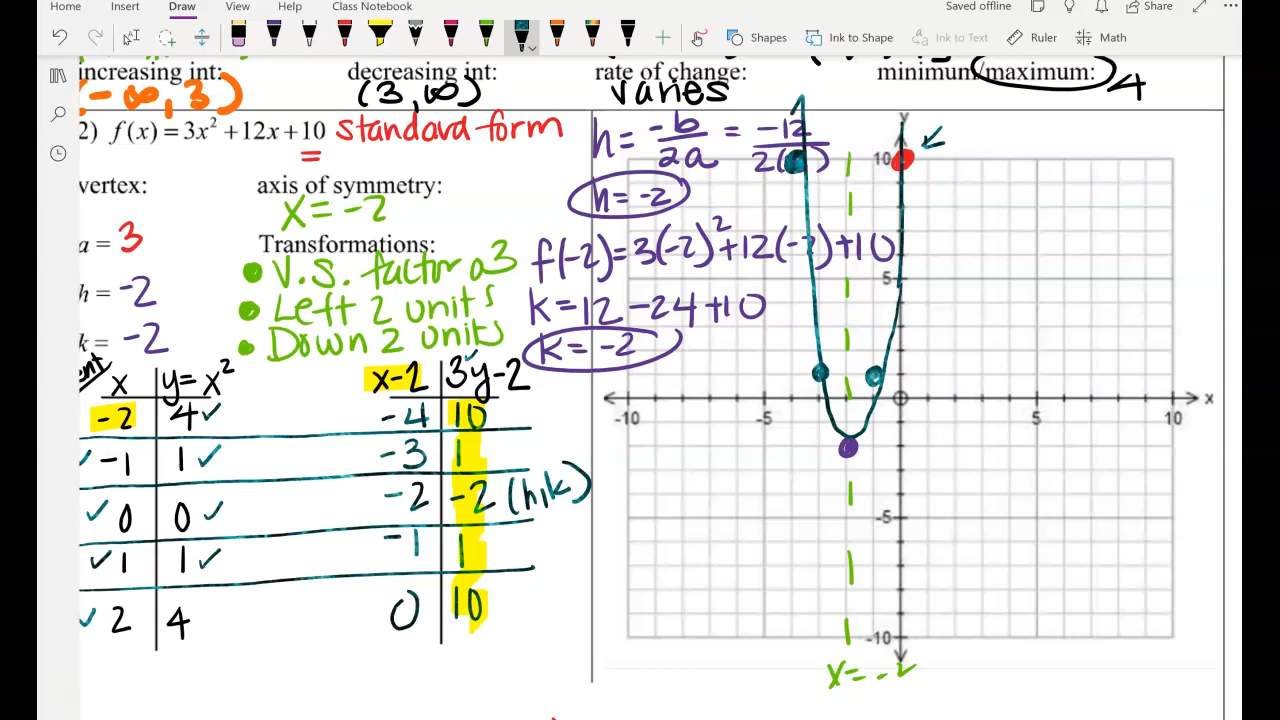 Home Insert Draw View Help Class Notebook Saved offline Share
Shapes Ink to Shape Ink to Text Ruler Math
increasing int: decreasing int: rate of change: minimum/maximum:
(-∞, 3) (3, ∞) varies 4
2) f(x) = 3x² + 12x + 10 = standard form
h = -b/2a = -12/2( )
vertex: axis of symmetry:
x = -2
h = -2
a = 3 Transformations:
• V.S. factor a 3
f(-2) = 3(-2)² + 12(-2) + 10
h = -2 • Left 2 units
k = 12 - 24 + 10
k = -2 • Down 2 units
k = -2
x y = x² x-2 3y-2
-2 4 ✓ -4 10
✓ -1 1 ✓ -3 1
✓ 0 0 ✓ -2 -2 (h,k)
✓ 1 1 ✓ -1 1
✓ 2 4 0 10
y
10
5
-10 -5 O 5 10 x
-5
-10
x = -2